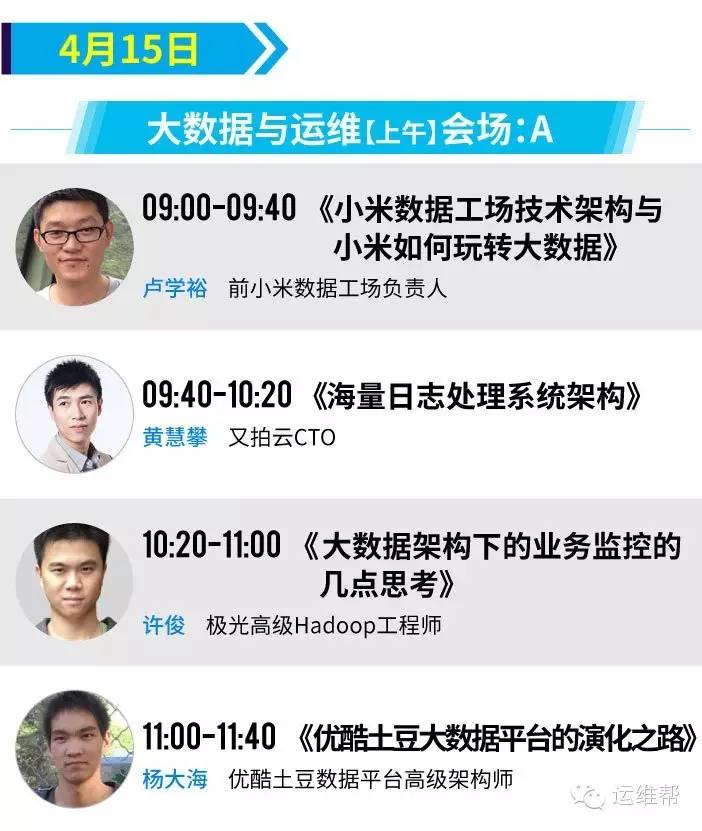 4月15日
大数据与运维【上午】会场:A
09:00-09:40 《小米数据工场技术架构与
小米如何玩转大数据》
卢学裕 前小米数据工场负责人
09:40-10:20 《海量日志处理系统架构》
黄慧攀 又拍云CTO
10:20-11:00 《大数据架构下的业务监控的
几点思考》
许俊 极光高级Hadoop工程师
11:00-11:40 《优酷土豆大数据平台的演化之路》
杨大海 优酷土豆数据平台高级架构师
运维帮